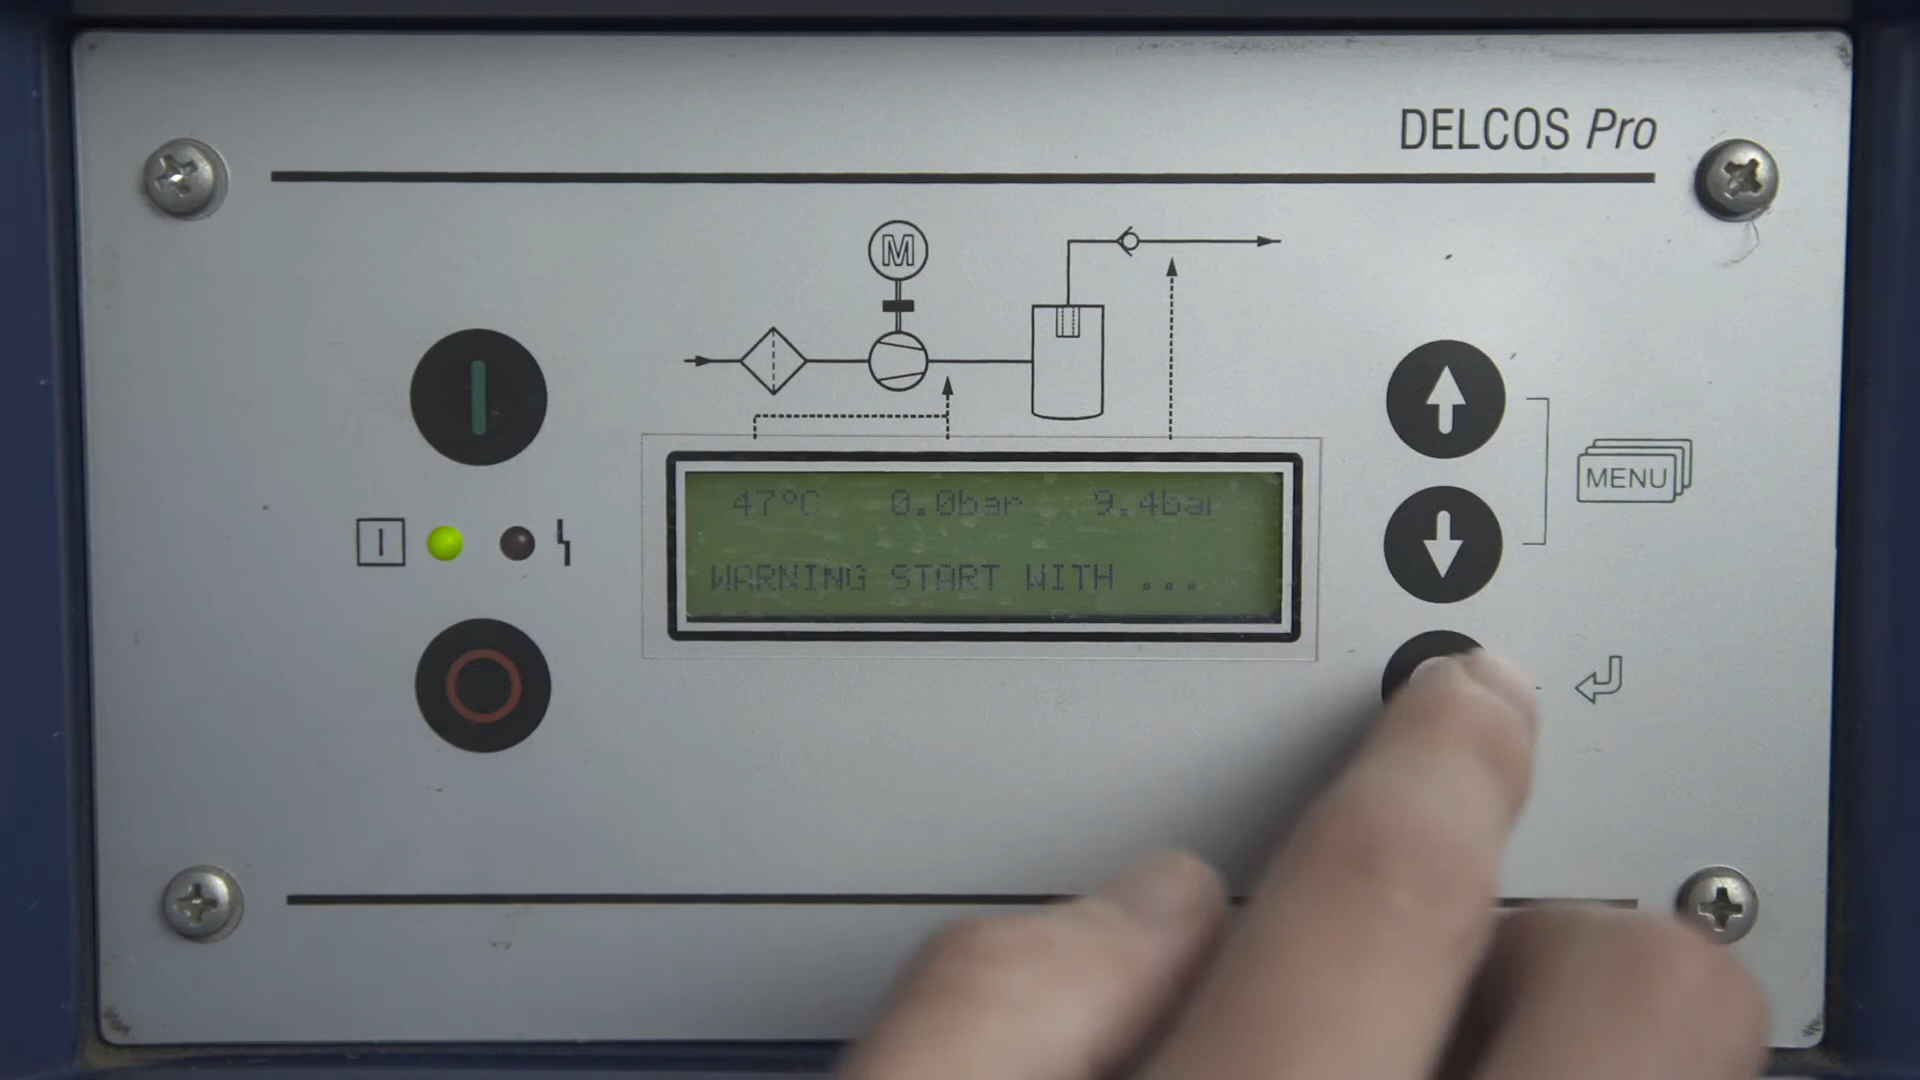 DELCOS Pro
M
47°C 0.0bar 9.4bar
WARNING START WITH ...
MENU
I